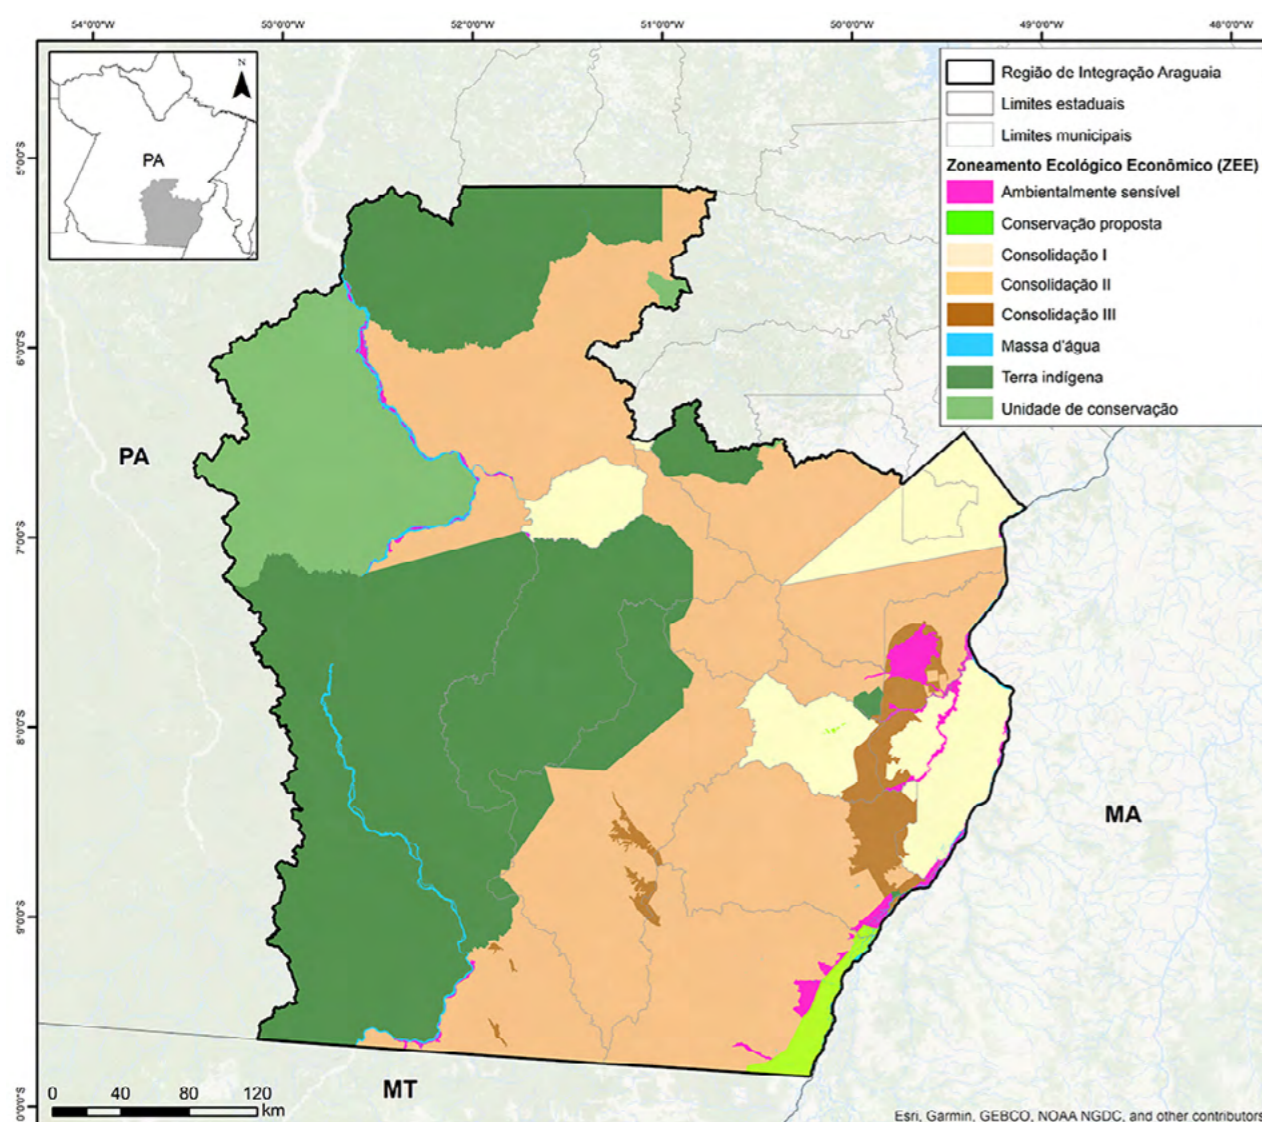 54°0'0"W 53°0'0"W 52°0'0"W 51°0'0"W 50°0'0"W 49°0'0"W 48°0'0"W
N
PA
Região de Integração Araguaia
Limites estaduais
Limites municipais
Zoneamento Ecológico Econômico (ZEE)
Ambientalmente sensível
Conservação proposta
Consolidação I
Consolidação II
Consolidação III
Massa d'água
Terra indígena
Unidade de conservação
5°0'0"S
6°0'0"S
7°0'0"S
8°0'0"S
9°0'0"S
0°0'0"S
PA
MA
MT
0 40 80 120
km
Esri, Garmin, GEBCO, NOAA NGDC, and other contributors